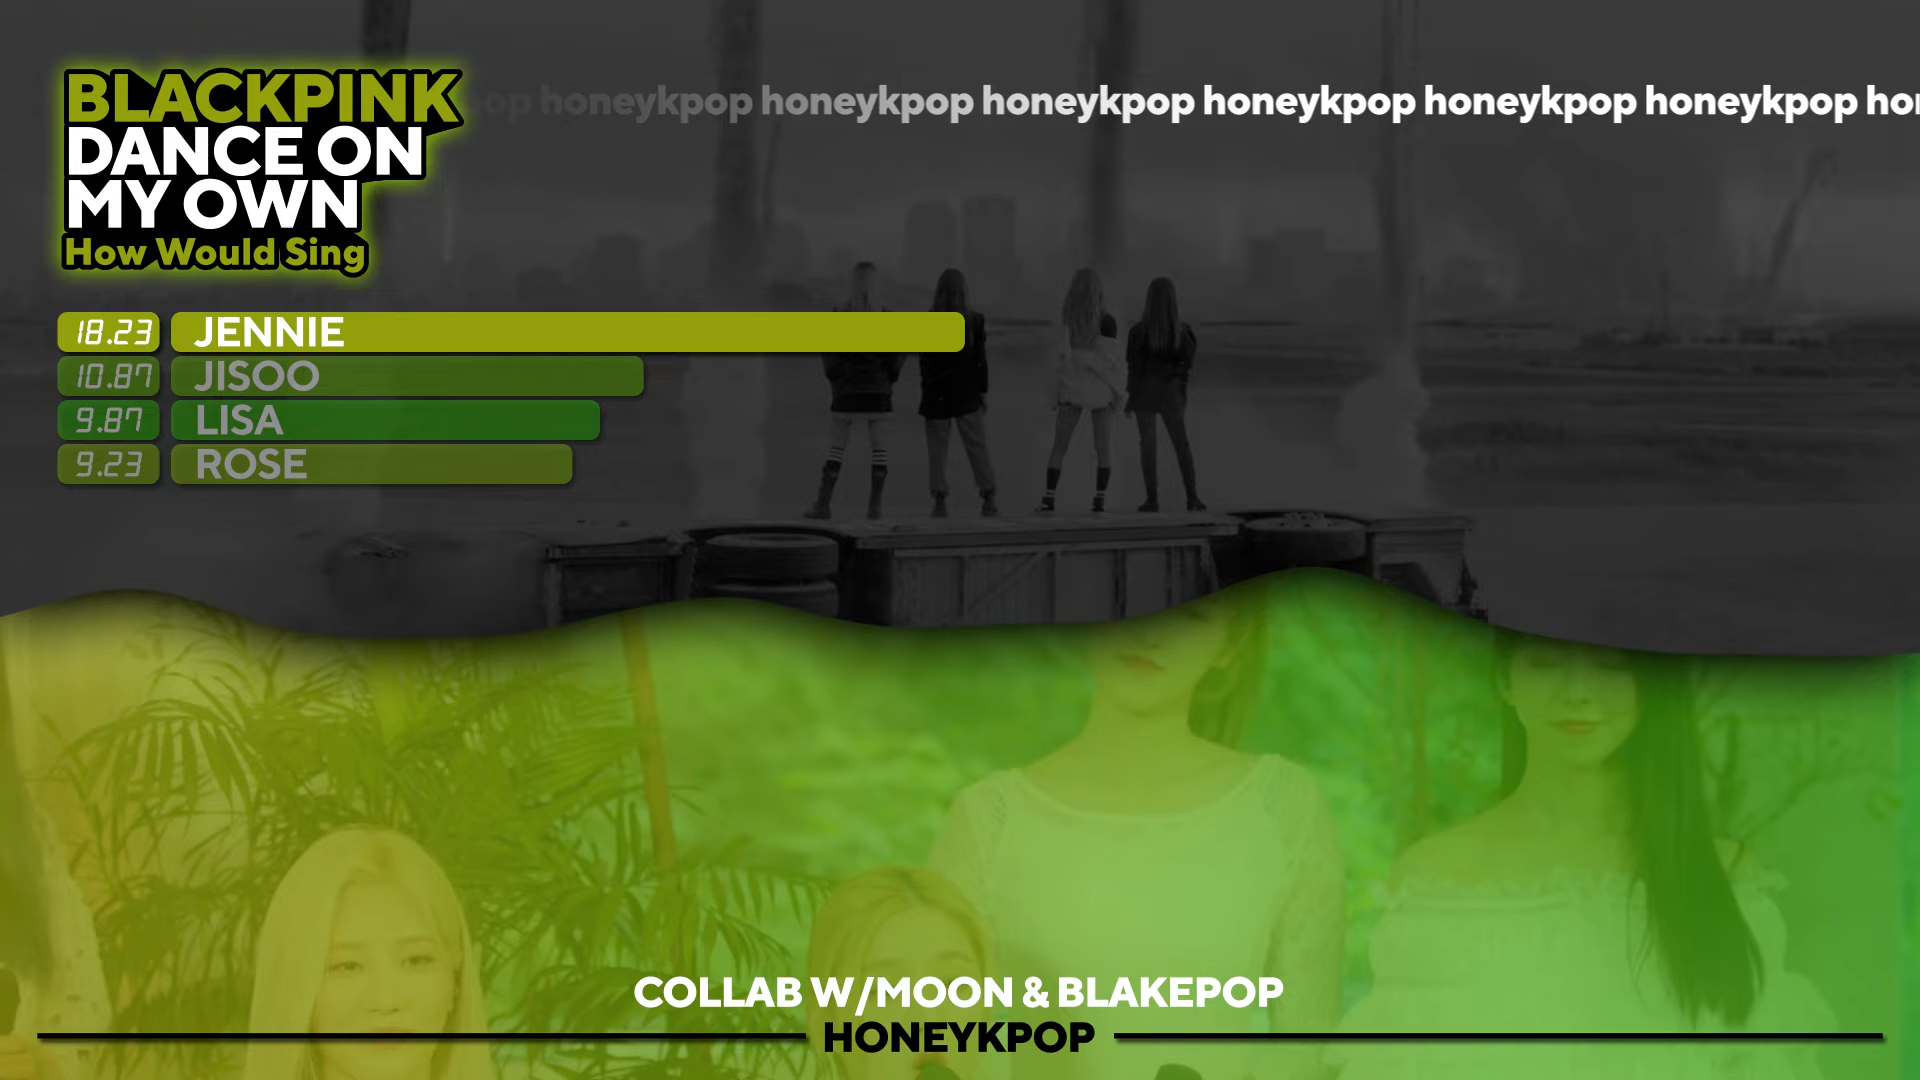 BLACKPINK
DANCE ON
MY OWN
How Would Sing
honeykpop honeykpop honeykpop honeykpop honeykpop honeykpop
18.23 JENNIE
10.87 JISOO
9.87 LISA
9.23 ROSE
COLLAB W/MOON & BLAKEPOP
HONEYKPOP